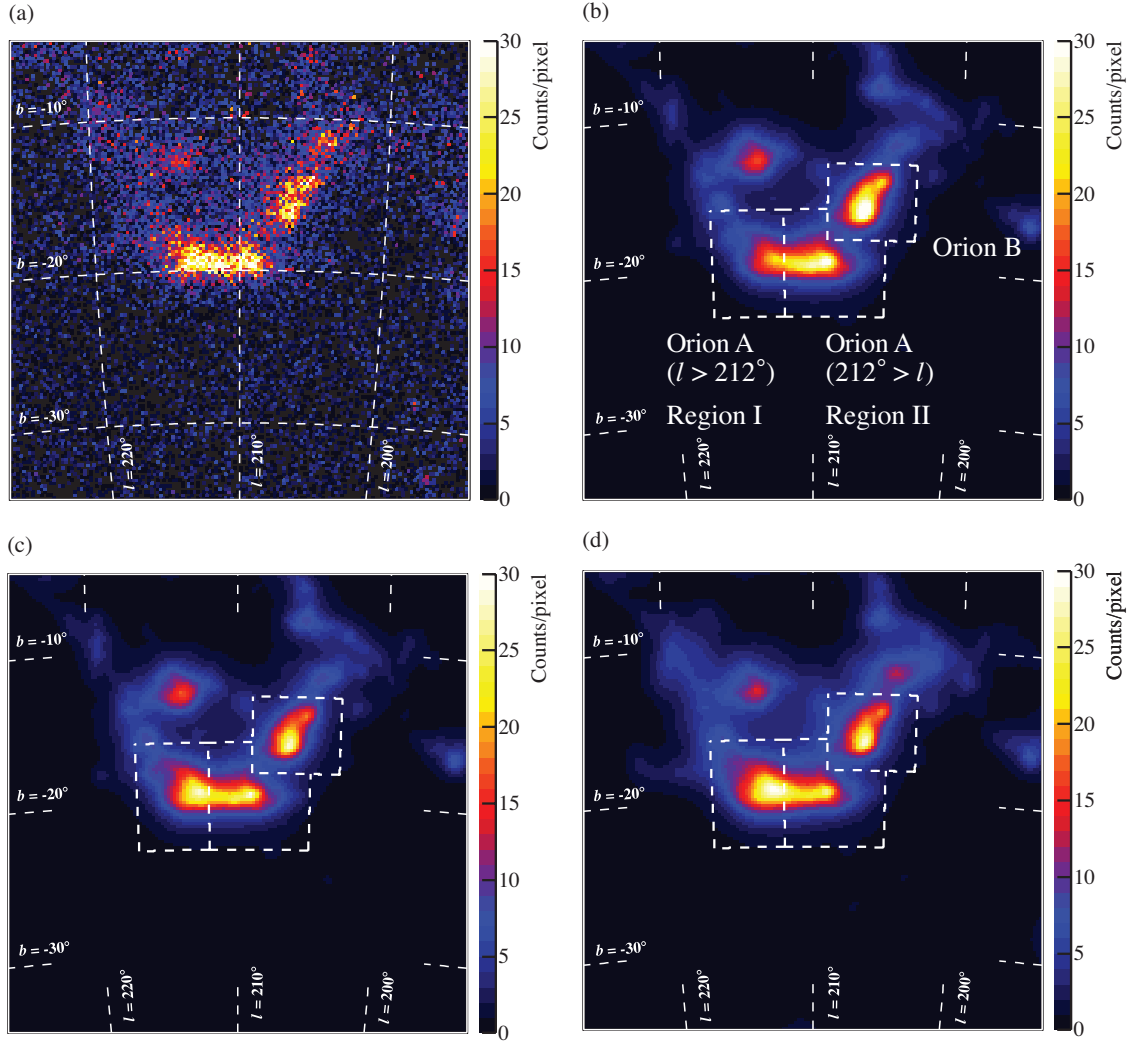 (a)
b = -10°
b = -20°
b = -30°
l = 220°
l = 210°
l = 200°
30
25
20
15
10
5
0
Counts/pixel
(b)
b = -10°
b = -20°
b = -30°
Orion B
Orion A
(l > 212°)
Region I
Orion A
(212° > l)
Region II
l = 220°
l = 210°
l = 200°
30
25
20
15
10
5
0
Counts/pixel
(c)
b = -10°
b = -20°
b = -30°
l = 220°
l = 210°
l = 200°
30
25
20
15
10
5
0
Counts/pixel
(d)
b = -10°
b = -20°
b = -30°
l = 220°
l = 210°
l = 200°
30
25
20
15
10
5
0
Counts/pixel